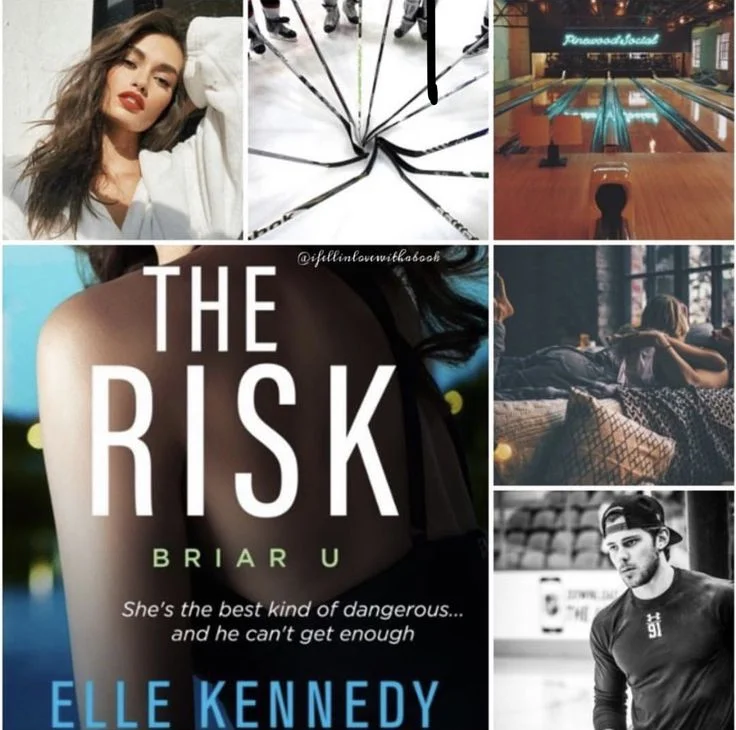 Pinewood Social
@ifellinlovewithabook
THE
RISK
BRIAR U
She's the best kind of dangerous...
and he can't get enough
ELLE KENNEDY
91